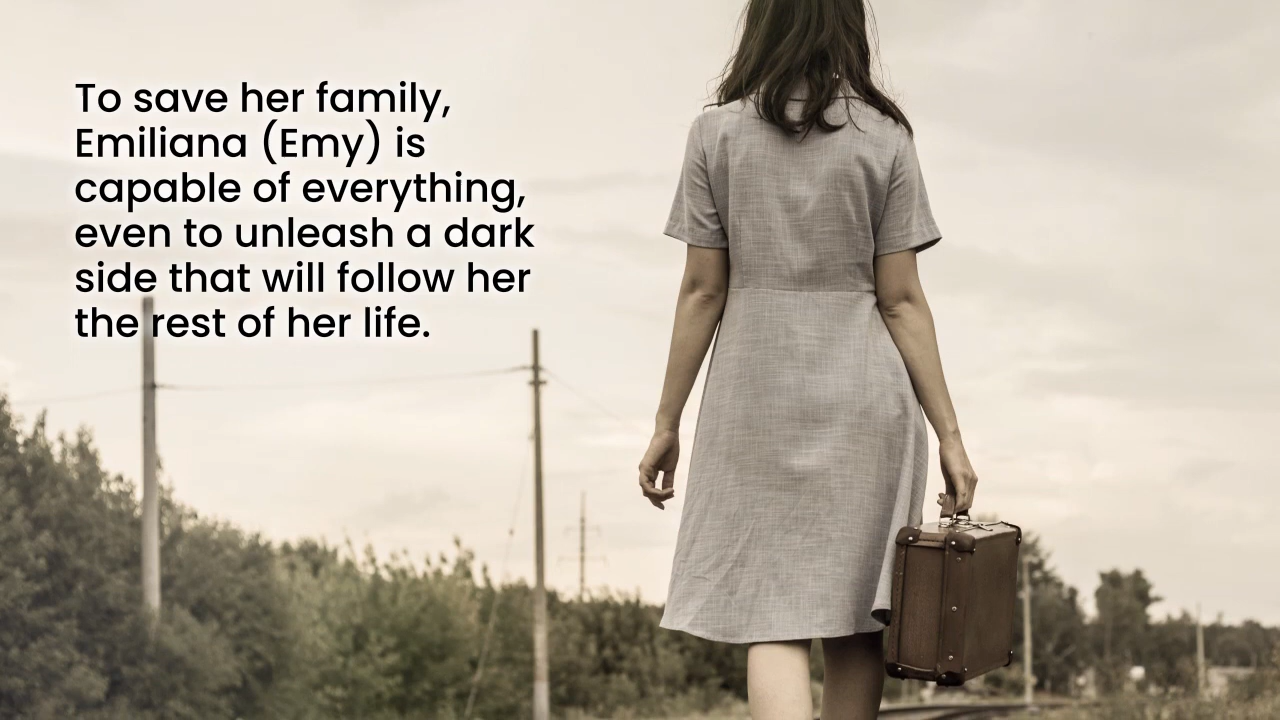 To save her family,
Emiliana (Emy) is
capable of everything,
even to unleash a dark
side that will follow her
the rest of her life.